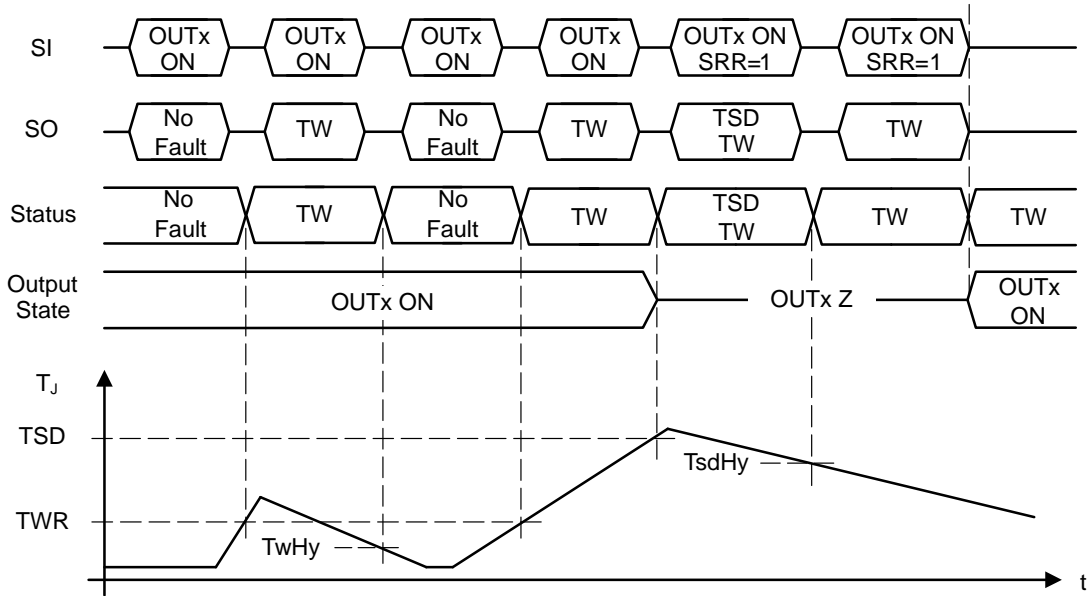 SI
OUTx
ON
OUTx
ON
OUTx
ON
OUTx
ON
OUTx ON
SRR=1
OUTx ON
SRR=1
SO
No
Fault
TW
No
Fault
TW
TSD
TW
TW
Status
No
Fault
TW
No
Fault
TW
TSD
TW
TW
TW
Output
State
OUTx ON
OUTx Z
OUTx
ON
TJ
TSD
TsdHy
TWR
TwHy
t